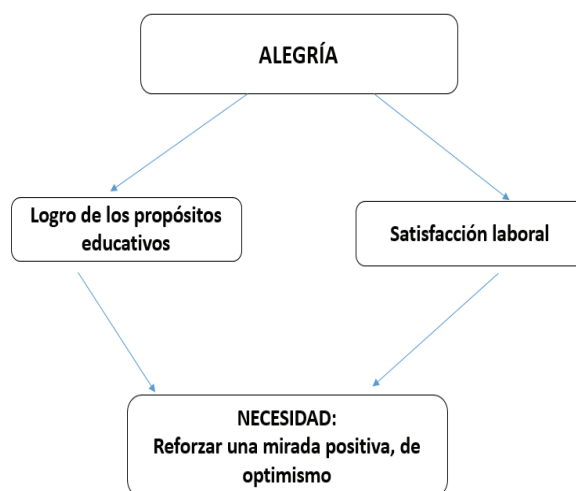 ALEGRÍA
Logro de los propósitos
educativos
Satisfacción laboral
NECESIDAD:
Reforzar una mirada positiva, de
optimismo